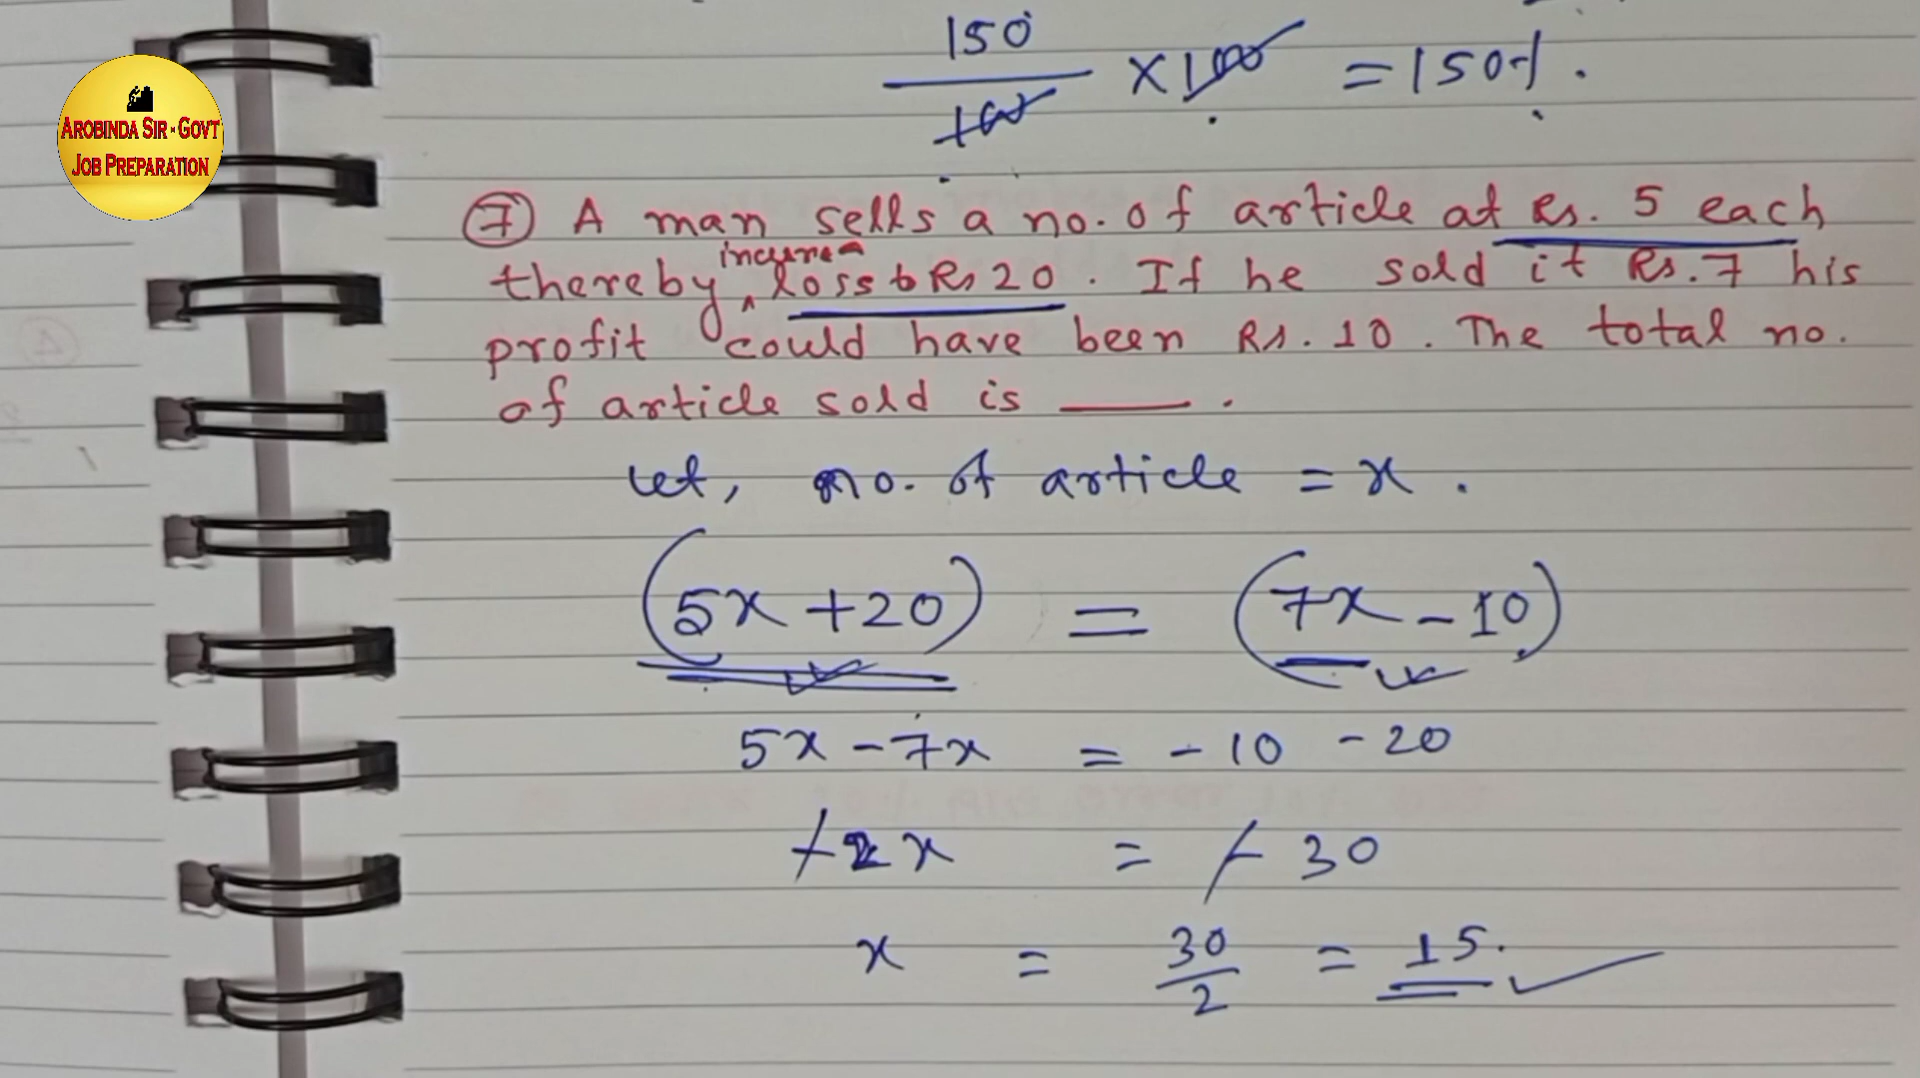 AROBINDA SIR - GOVT
JOB PREPARATION
150
/100 × 100 = 150%.
⑦ A man sells a no. of article at Rs. 5 each
thereby incures loss to Rs 20. If he sold it Rs. 7 his
profit could have been Rs. 10. The total no.
of article sold is ____.
let, no. of article = x.
(5x + 20) = (7x - 10)
5x - 7x = -10 - 20
-2x = -30
x = 30/2 = 15.